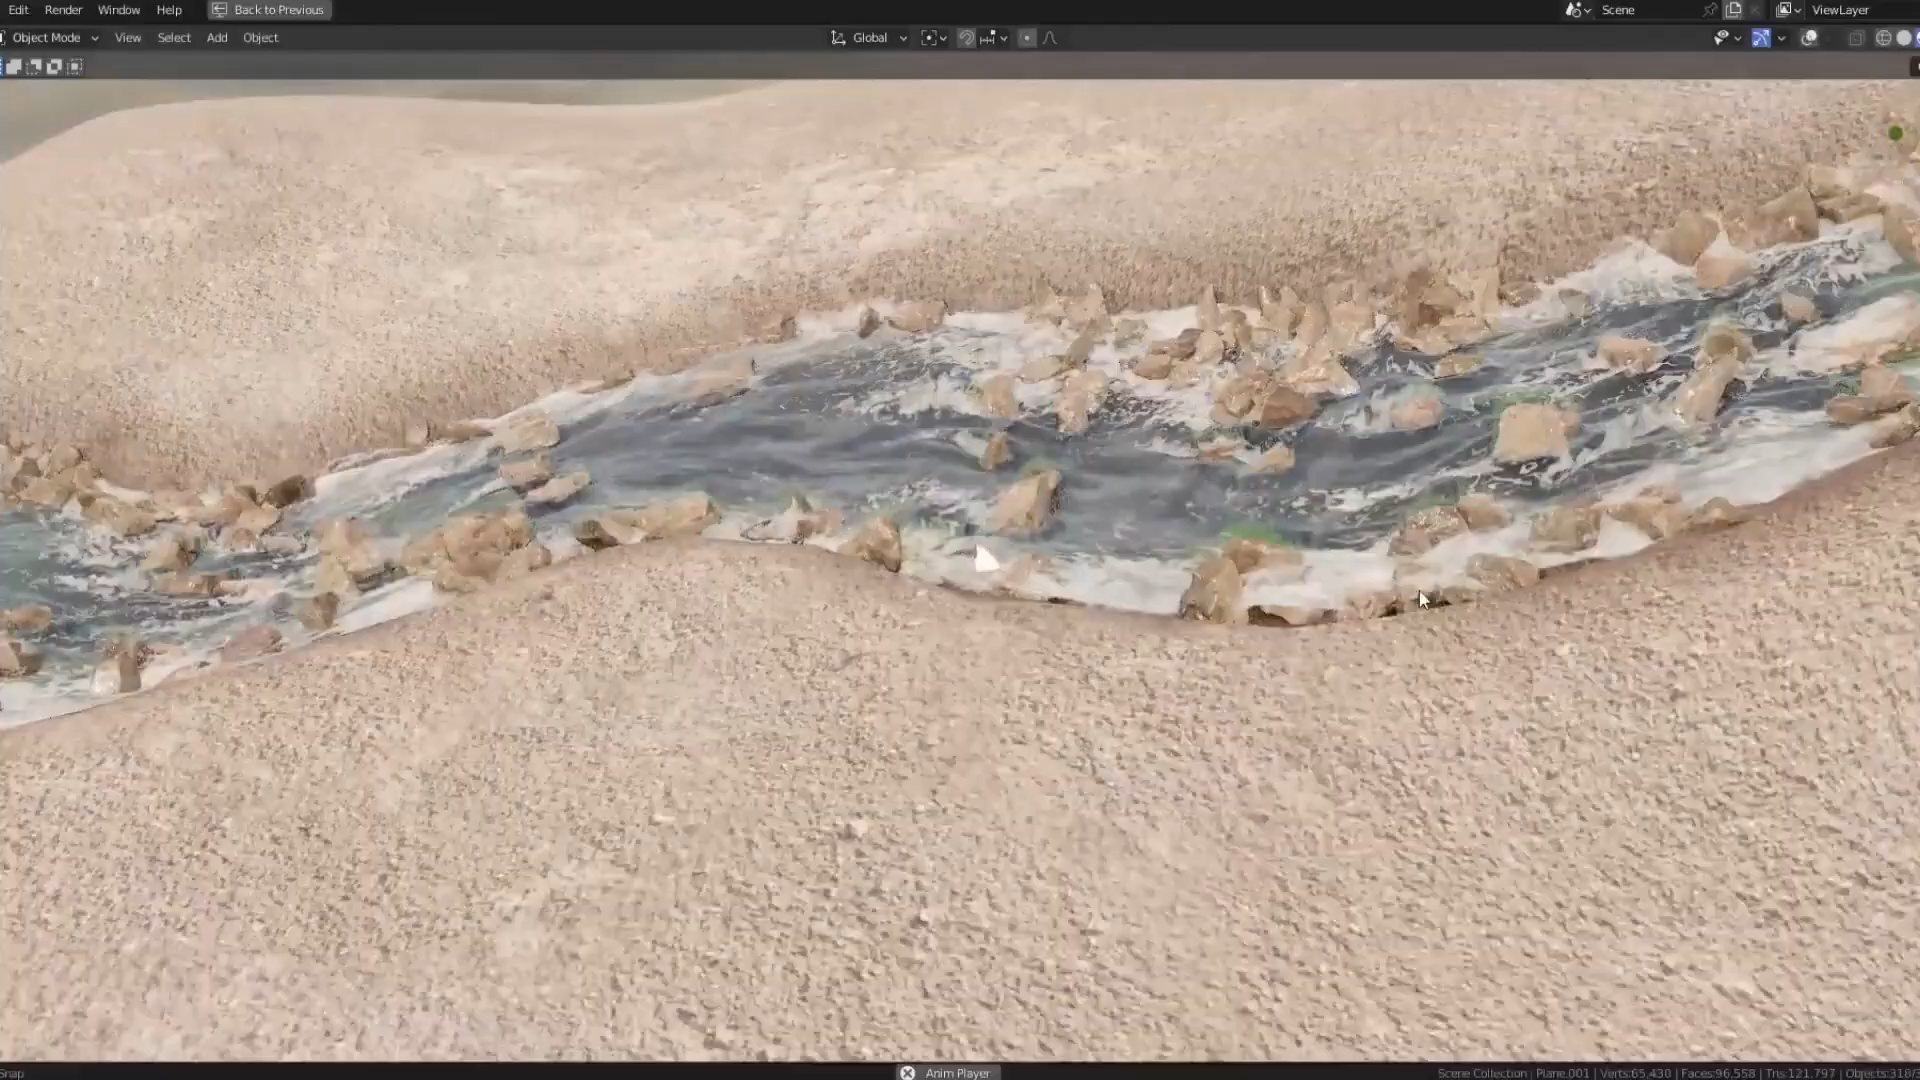 Edit Render Window Help Back to Previous Scene ViewLayer
Object Mode View Select Add Object Global
Snap Anim Player Scene Collection | Plane.001 | Verts:65,430 | Faces:96,558 | Tris:121,797 | Objects:318/3